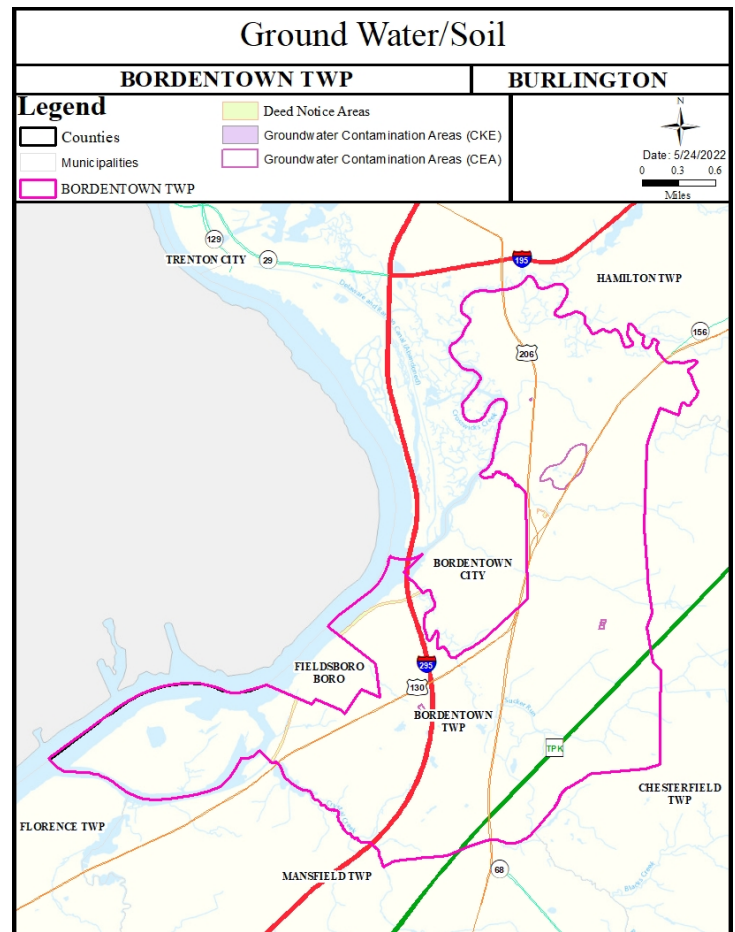 Ground Water/Soil
BORDENTOWN TWP
BURLINGTON
Legend
Counties
Municipalities
BORDENTOWN TWP
Deed Notice Areas
Groundwater Contamination Areas (CKE)
Groundwater Contamination Areas (CEA)
N
Date: 5/24/2022
0 0.3 0.6
Miles
129
TRENTON CITY
29
195
HAMILTON TWP
156
206
BORDENTOWN
CITY
FIELDSBORO
BORO
295
130
BORDENTOWN
TWP
TPK
CHESTERFIELD
TWP
FLORENCE TWP
MANSFIELD TWP
68